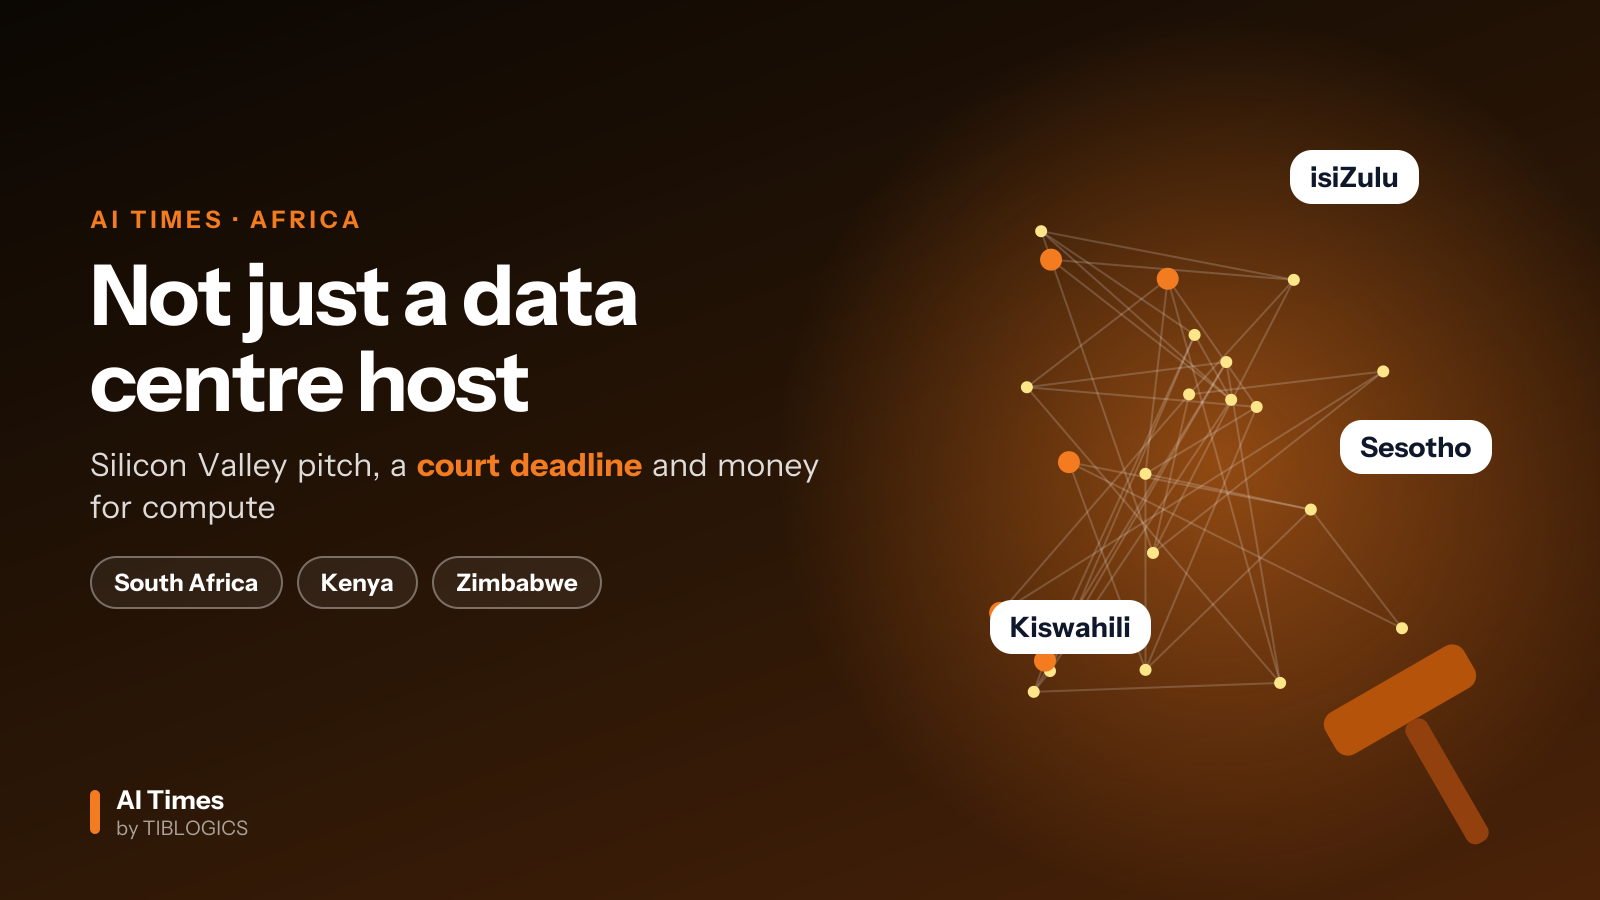 AI TIMES · AFRICA
Not just a data
centre host
Silicon Valley pitch, a court deadline and money
for compute
South Africa
Kenya
Zimbabwe
isiZulu
Sesotho
Kiswahili
AI Times
by TIBLOGICS